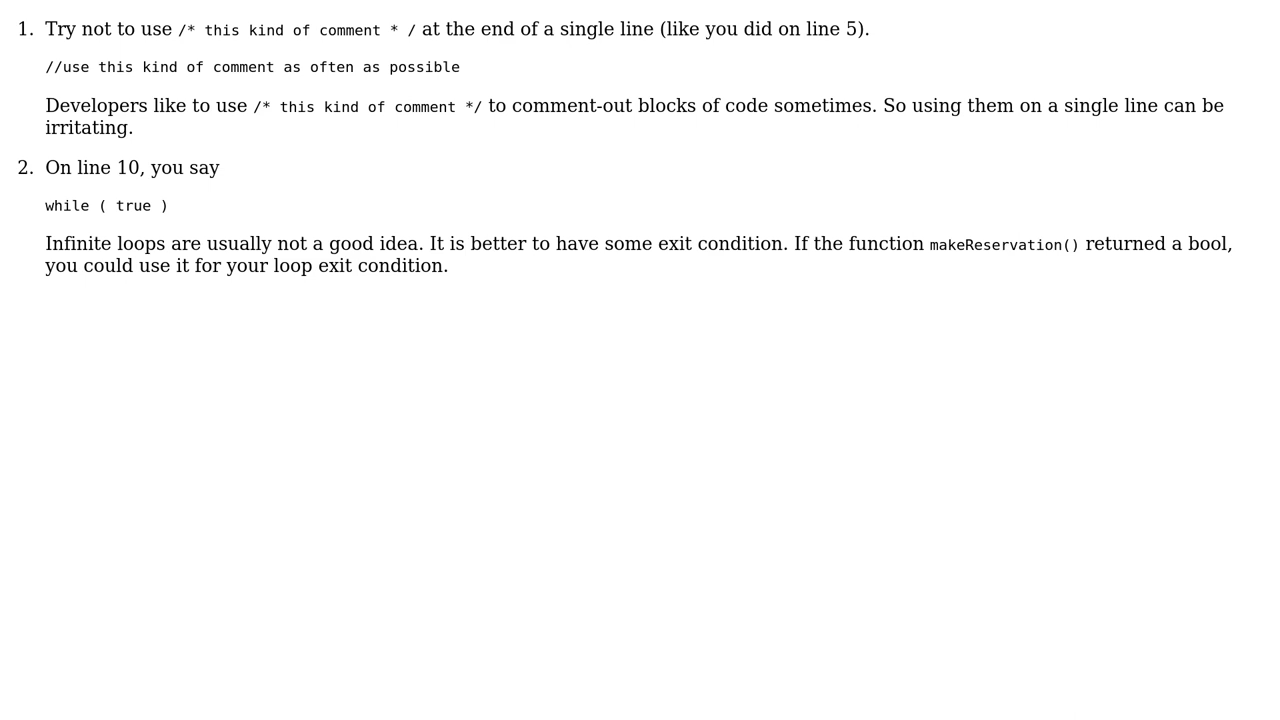 1. Try not to use /* this kind of comment * / at the end of a single line (like you did on line 5).
//use this kind of comment as often as possible
Developers like to use /* this kind of comment */ to comment-out blocks of code sometimes. So using them on a single line can be
irritating.
2. On line 10, you say
while ( true )
Infinite loops are usually not a good idea. It is better to have some exit condition. If the function makeReservation() returned a bool,
you could use it for your loop exit condition.